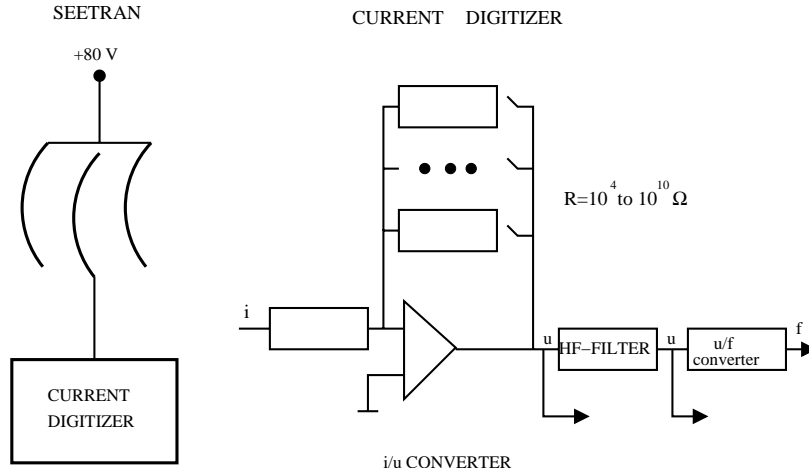 SEETRAN
CURRENT DIGITIZER
+80 V
R=10^4 to 10^10 Ω
i
u
HF–FILTER
u
u/f
converter
f
CURRENT
DIGITIZER
i/u CONVERTER